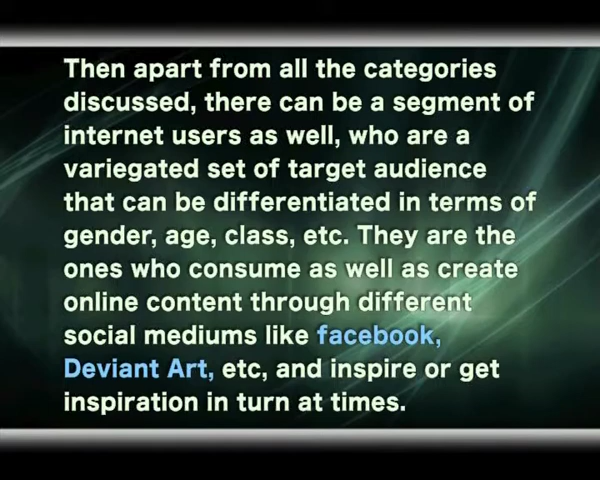 Then apart from all the categories
discussed, there can be a segment of
internet users as well, who are a
variegated set of target audience
that can be differentiated in terms of
gender, age, class, etc. They are the
ones who consume as well as create
online content through different
social mediums like facebook,
Deviant Art, etc, and inspire or get
inspiration in turn at times.